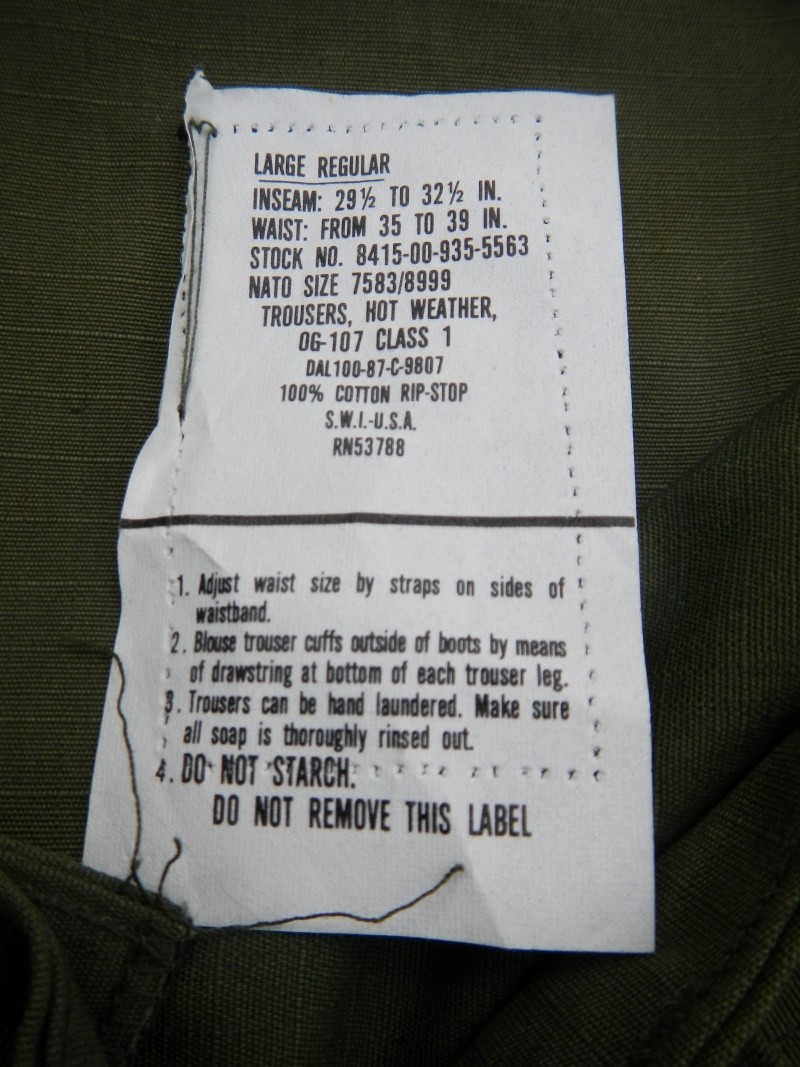 LARGE REGULAR
INSEAM: 29½ TO 32½ IN.
WAIST: FROM 35 TO 39 IN.
STOCK NO. 8415-00-935-5563
NATO SIZE 7583/8999
TROUSERS, HOT WEATHER,
OG-107 CLASS 1
DAL100-87-C-9807
100% COTTON RIP-STOP
S.W.I.-U.S.A.
RN53788
1. Adjust waist size by straps on sides of
waistband.
2. Blouse trouser cuffs outside of boots by means
of drawstring at bottom of each trouser leg.
3. Trousers can be hand laundered. Make sure
all soap is thoroughly rinsed out.
4. DO NOT STARCH.
DO NOT REMOVE THIS LABEL